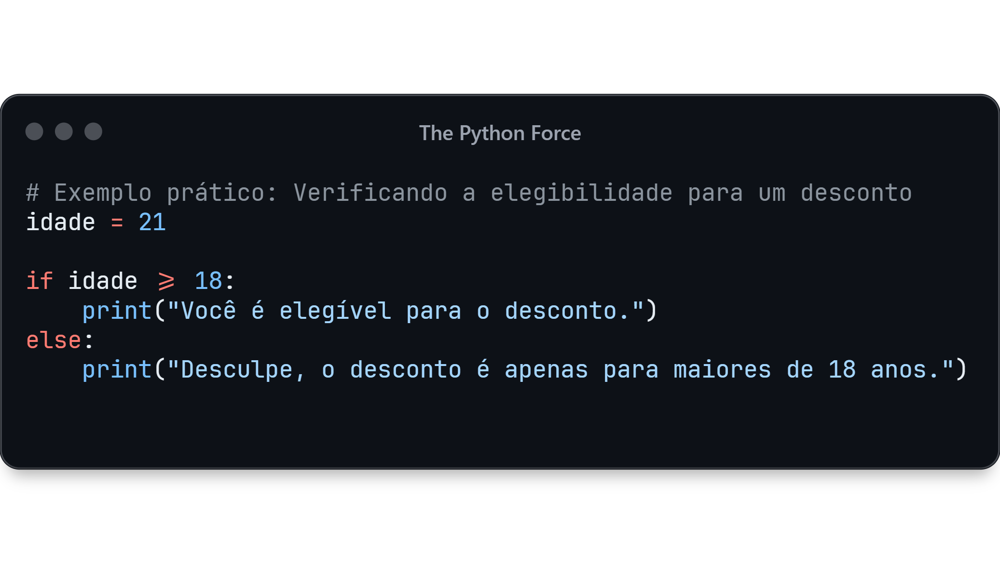 The Python Force
# Exemplo prático: Verificando a elegibilidade para um desconto
idade = 21
if idade >= 18:
    print("Você é elegível para o desconto.")
else:
    print("Desculpe, o desconto é apenas para maiores de 18 anos.")